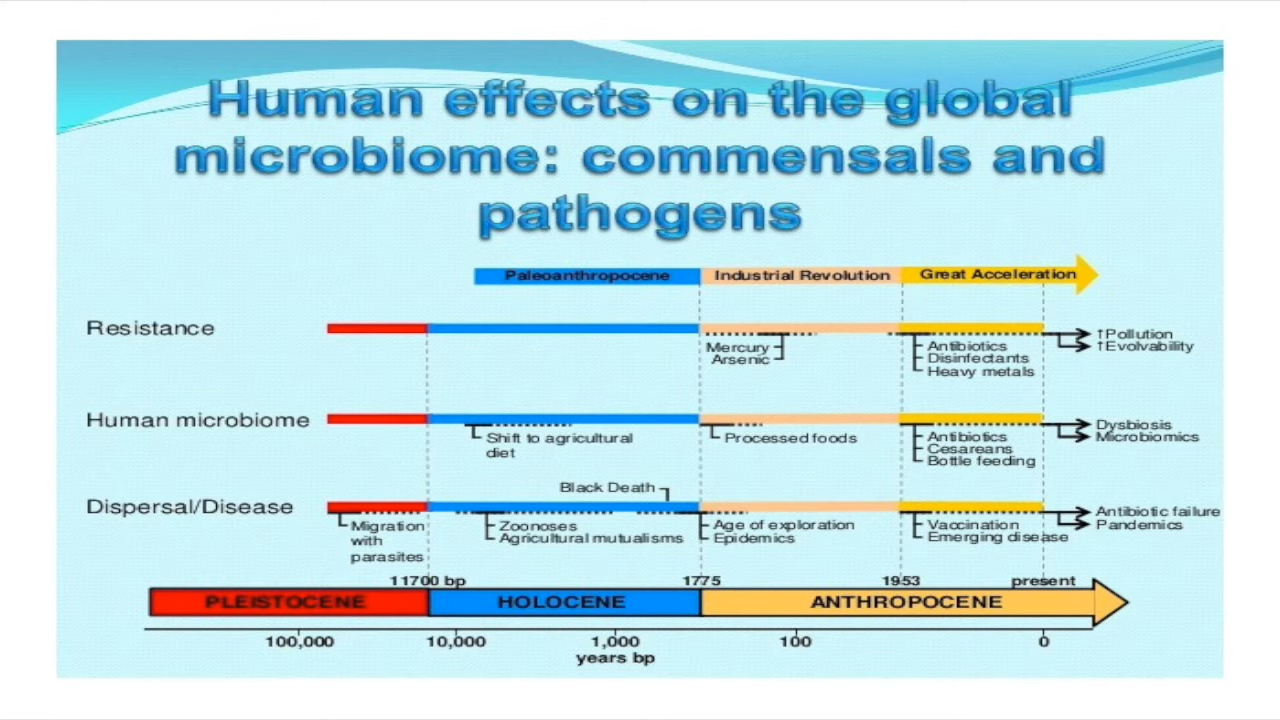 Human effects on the global
microbiome: commensals and
pathogens
Paleoanthropocene
Industrial Revolution
Great Acceleration
Resistance
Mercury
Arsenic
Antibiotics
Disinfectants
Heavy metals
↑Pollution
↑Evolvability
Human microbiome
Shift to agricultural
diet
Processed foods
Antibiotics
Cesareans
Bottle feeding
Dysbiosis
Microbiomics
Dispersal/Disease
Black Death
Migration
with
parasites
Zoonoses
Agricultural mutualisms
Age of exploration
Epidemics
Vaccination
Emerging disease
Antibiotic failure
Pandemics
11700 bp
1775
1953
present
PLEISTOCENE
HOLOCENE
ANTHROPOCENE
100,000
10,000
1,000
100
0
years bp